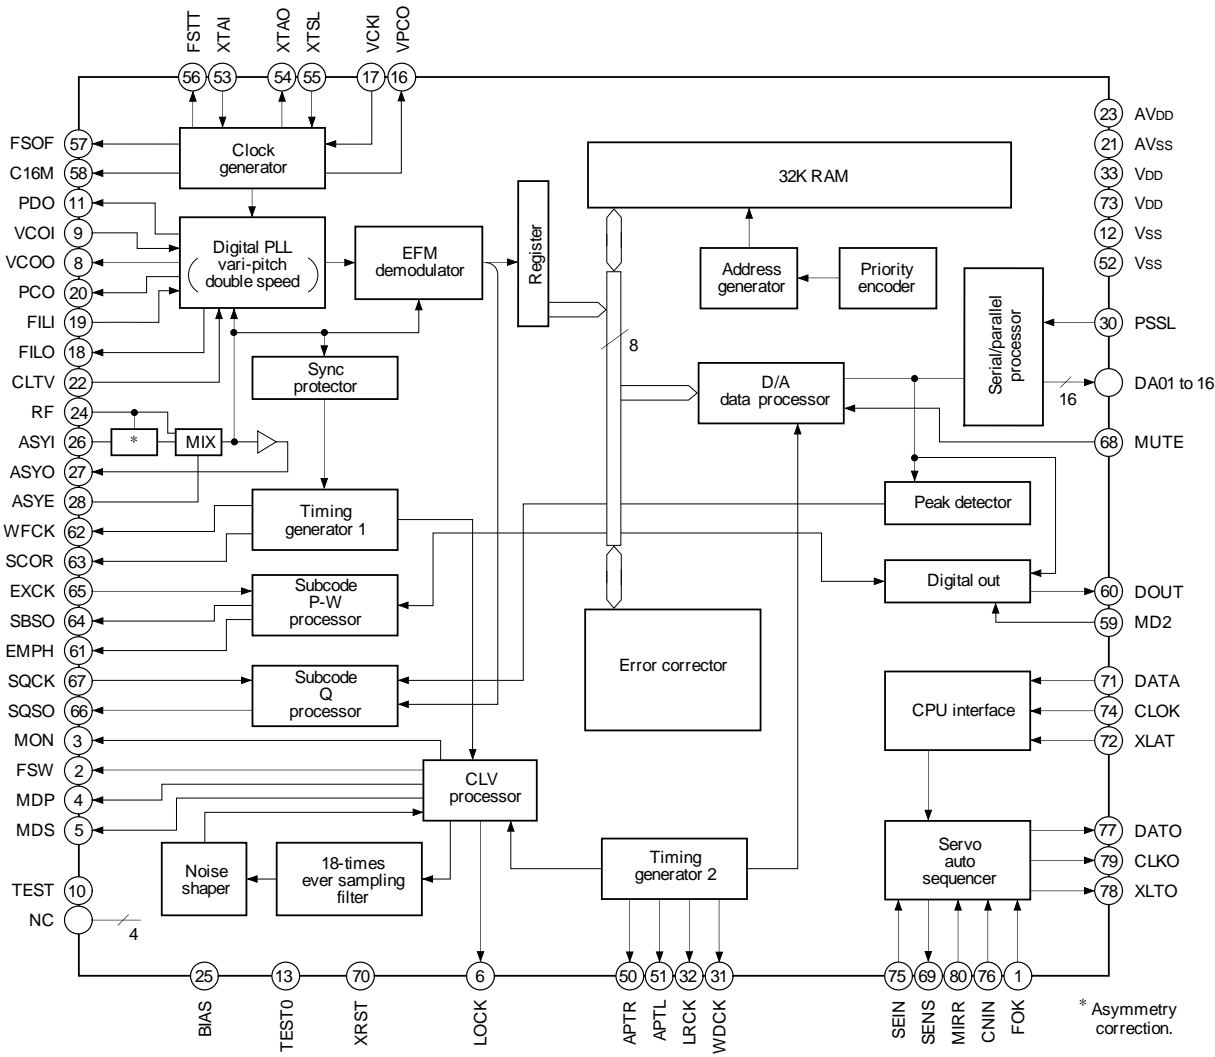 FSTT
XTAI
XTAO
XTSL
VCKI
VPCO
56
53
54
55
17
16
FSOF 57
C16M 58
PDO 11
VCOI 9
VCOO 8
PCO 20
FILI 19
FILO 18
CLTV 22
RF 24
ASYI 26
ASYO 27
ASYE 28
WFCK 62
SCOR 63
EXCK 65
SBSO 64
EMPH 61
SQCK 67
SQSO 66
MON 3
FSW 2
MDP 4
MDS 5
TEST 10
NC
4
Clock
generator
Digital PLL
vari-pitch
double speed
EFM
demodulator
Register
32K RAM
Address
generator
Priority
encoder
Serial/parallel
processor
8
Sync
protector
D/A
data processor
16
*
MIX
Timing
generator 1
Peak detector
Subcode
P-W
processor
Digital out
Subcode
Q
processor
Error corrector
CPU interface
CLV
processor
Noise
shaper
18-times
ever sampling
filter
Timing
generator 2
Servo
auto
sequencer
23 AVDD
21 AVSS
33 VDD
73 VDD
12 VSS
52 VSS
30 PSSL
DA01 to 16
68 MUTE
60 DOUT
59 MD2
71 DATA
74 CLOK
72 XLAT
77 DATO
79 CLKO
78 XLTO
25
13
70
6
50
51
32
31
75
69
80
76
1
BIAS
TEST0
XRST
LOCK
APTR
APTL
LRCK
WDCK
SEIN
SENS
MIRR
CNIN
FOK
* Asymmetry
correction.